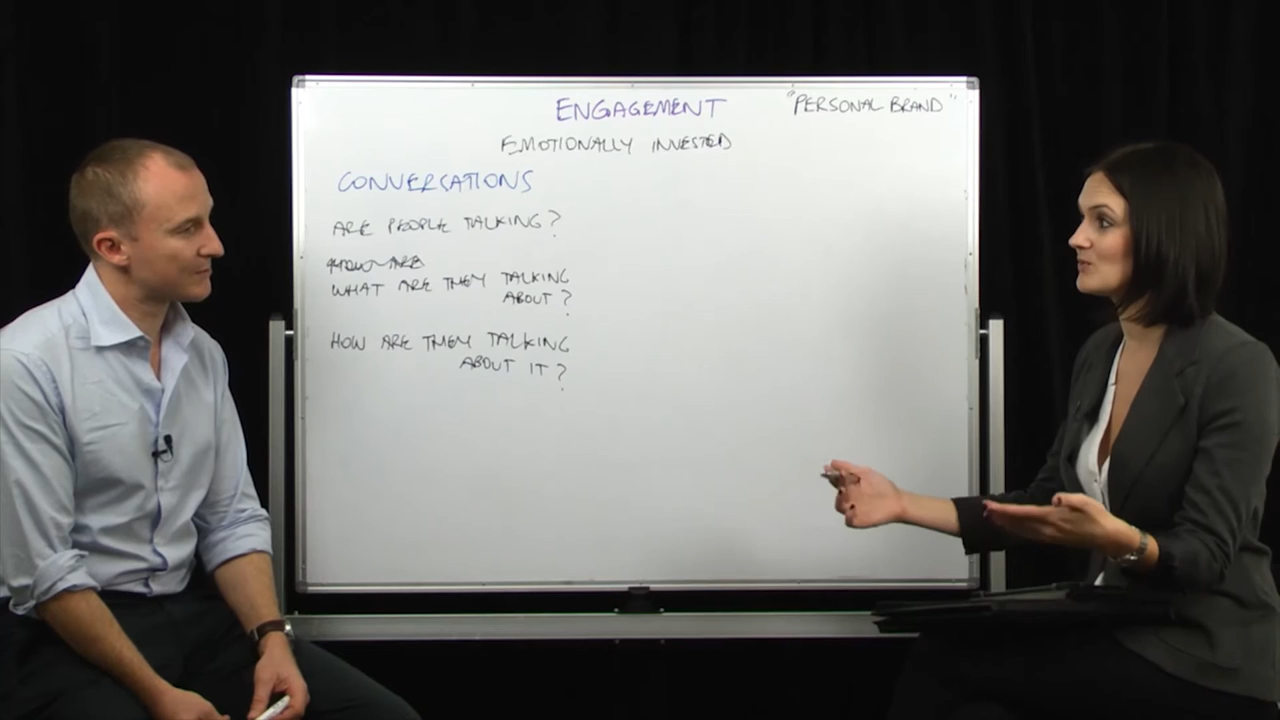 ENGAGEMENT
"PERSONAL BRAND"
EMOTIONALLY INVESTED
CONVERSATIONS
ARE PEOPLE TALKING?
WHAT ARE THEY TALKING
ABOUT?
HOW ARE THEY TALKING
ABOUT IT?